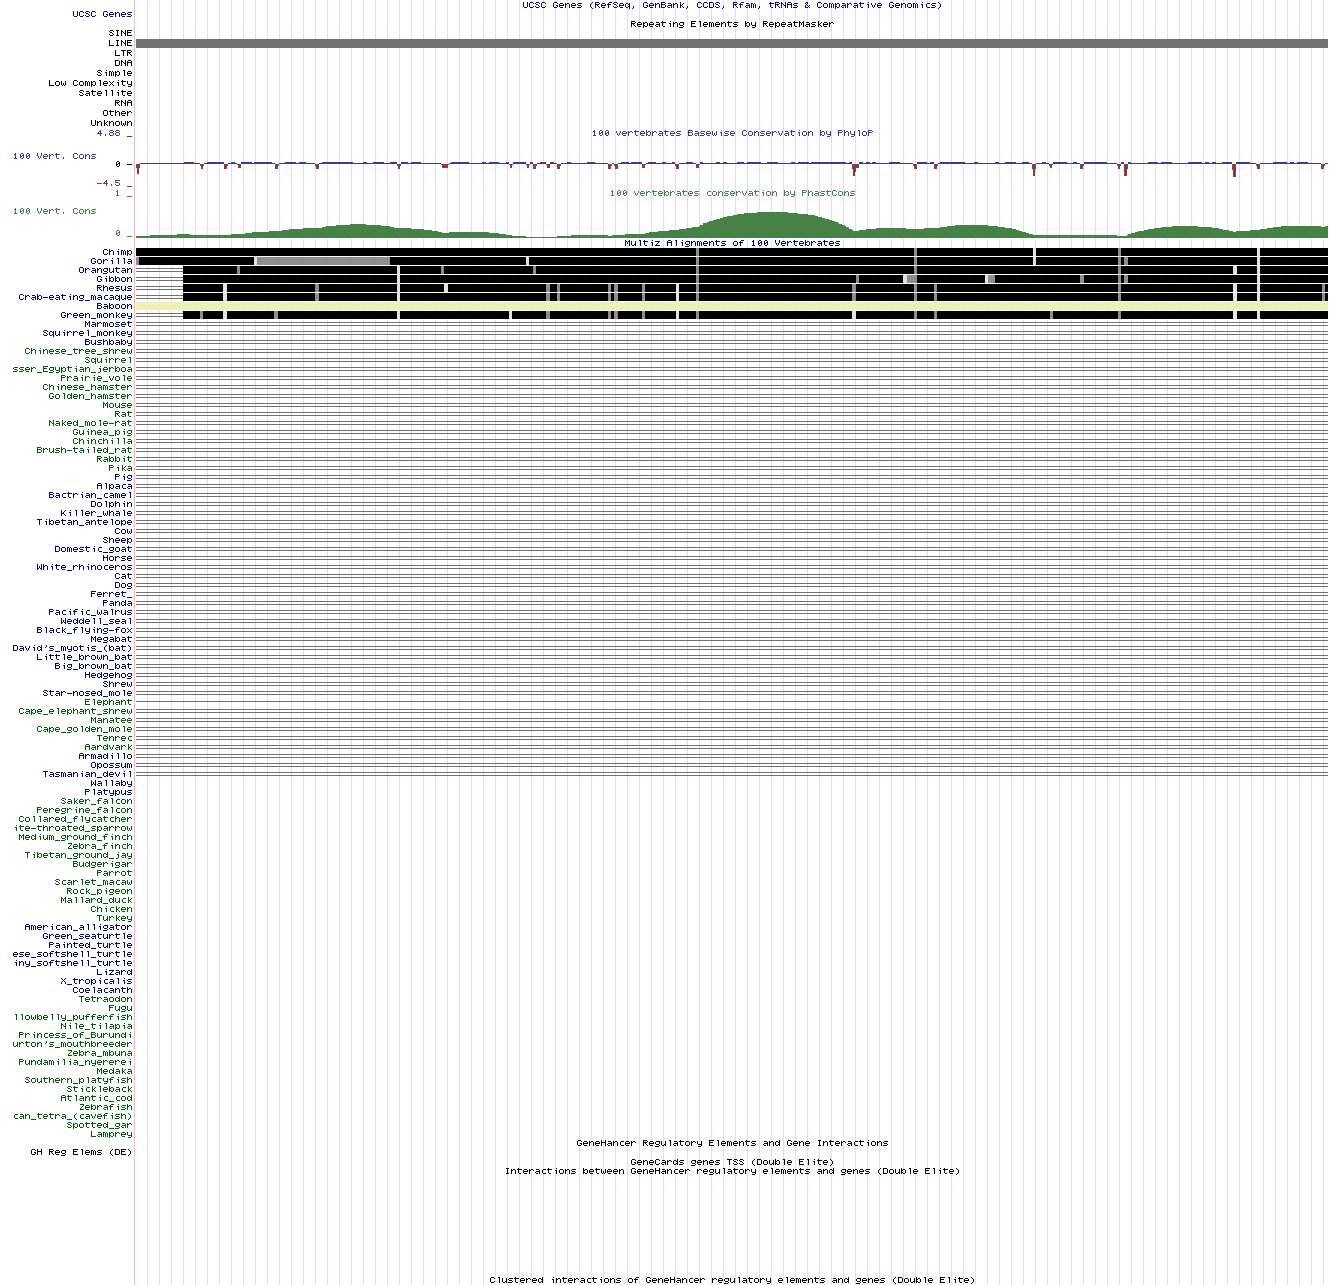 UCSC Genes (RefSeq, GenBank, CCDS, Rfam, tRNAs & Comparative Genomics)
UCSC Genes
Repeating Elements by RepeatMasker
SINE
LINE
LTR
DNA
Simple
Low Complexity
Satellite
RNA
Other
Unknown
4.88 _
100 vertebrates Basewise Conservation by PhyloP
100 Vert. Cons
0 _
-4.5 _
1 _
100 vertebrates conservation by PhastCons
100 Vert. Cons
0 _
Multiz Alignments of 100 Vertebrates
Chimp
Gorilla
Orangutan
Gibbon
Rhesus
Crab-eating_macaque
Baboon
Green_monkey
Marmoset
Squirrel_monkey
Bushbaby
Chinese_tree_shrew
Squirrel
sser_Egyptian_jerboa
Prairie_vole
Chinese_hamster
Golden_hamster
Mouse
Rat
Naked_mole-rat
Guinea_pig
Chinchilla
Brush-tailed_rat
Rabbit
Pika
Pig
Alpaca
Bactrian_camel
Dolphin
Killer_whale
Tibetan_antelope
Cow
Sheep
Domestic_goat
Horse
White_rhinoceros
Cat
Dog
Ferret_
Panda
Pacific_walrus
Weddell_seal
Black_flying-fox
Megabat
David's_myotis_(bat)
Little_brown_bat
Big_brown_bat
Hedgehog
Shrew
Star-nosed_mole
Elephant
Cape_elephant_shrew
Manatee
Cape_golden_mole
Tenrec
Aardvark
Armadillo
Opossum
Tasmanian_devil
Wallaby
Platypus
Saker_falcon
Peregrine_falcon
Collared_flycatcher
ite-throated_sparrow
Medium_ground_finch
Zebra_finch
Tibetan_ground_jay
Budgerigar
Parrot
Scarlet_macaw
Rock_pigeon
Mallard_duck
Chicken
Turkey
American_alligator
Green_seaturtle
Painted_turtle
ese_softshell_turtle
iny_softshell_turtle
Lizard
X_tropicalis
Coelacanth
Tetraodon
Fugu
llowbelly_pufferfish
Nile_tilapia
Princess_of_Burundi
urton's_mouthbreeder
Zebra_mbuna
Pundamilia_nyererei
Medaka
Southern_platyfish
Stickleback
Atlantic_cod
Zebrafish
can_tetra_(cavefish)
Spotted_gar
Lamprey
GeneHancer Regulatory Elements and Gene Interactions
GH Reg Elems (DE)
GeneCards genes TSS (Double Elite)
Interactions between GeneHancer regulatory elements and genes (Double Elite)
Clustered interactions of GeneHancer regulatory elements and genes (Double Elite)